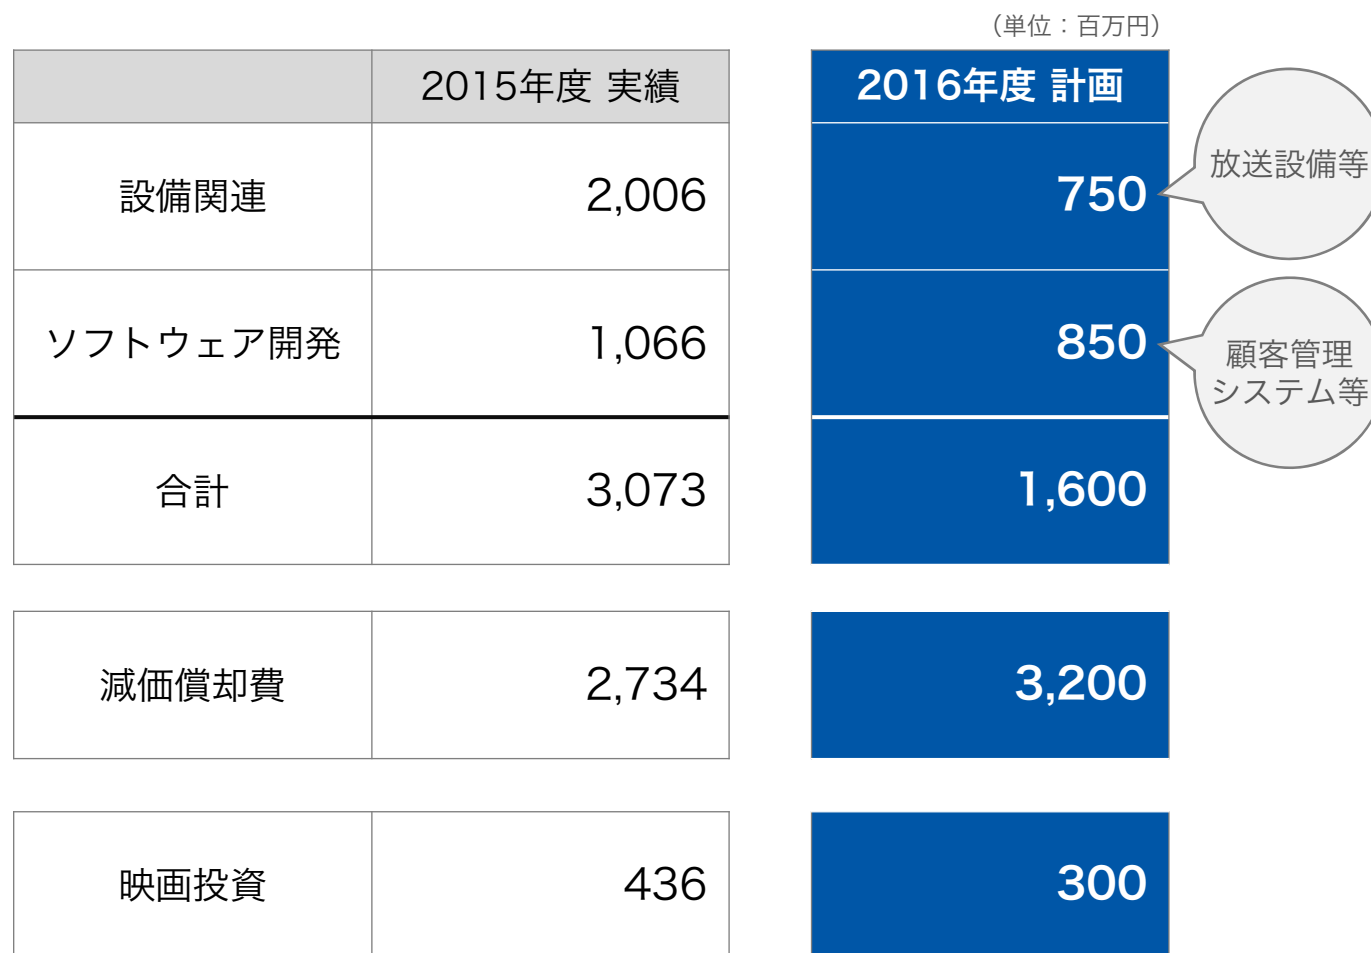 （単位：百万円）
2015年度 実績
2016年度 計画
設備関連
2,006
750
放送設備等
ソフトウェア開発
1,066
850
顧客管理
システム等
合計
3,073
1,600
減価償却費
2,734
3,200
映画投資
436
300